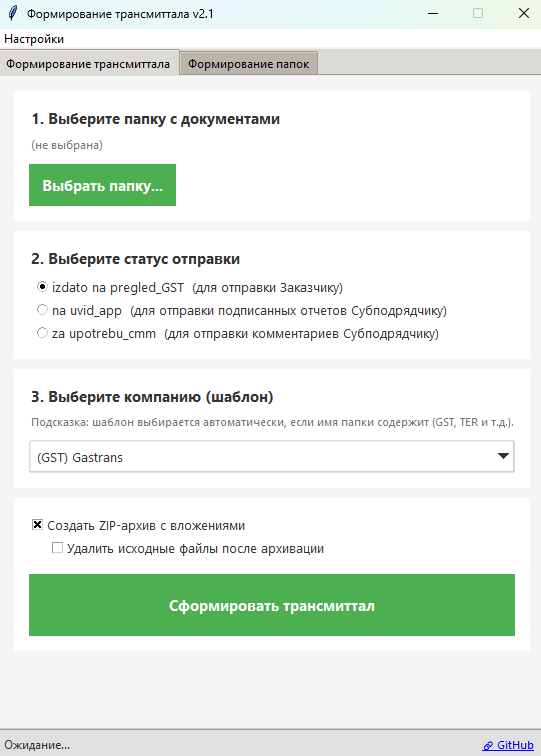 Формирование трансмиттала v2.1
Настройки
Формирование трансмиттала
Формирование папок
1. Выберите папку с документами
(не выбрана)
Выбрать папку...
2. Выберите статус отправки
izdato na pregled_GST (для отправки Заказчику)
na uvid_app (для отправки подписанных отчетов Субподрядчику)
za upotrebu_cmm (для отправки комментариев Субподрядчику)
3. Выберите компанию (шаблон)
Подсказка: шаблон выбирается автоматически, если имя папки содержит (GST, TER и т.д.).
(GST) Gastrans
Создать ZIP-архив с вложениями
Удалить исходные файлы после архивации
Сформировать трансмиттал
Ожидание...
GitHub